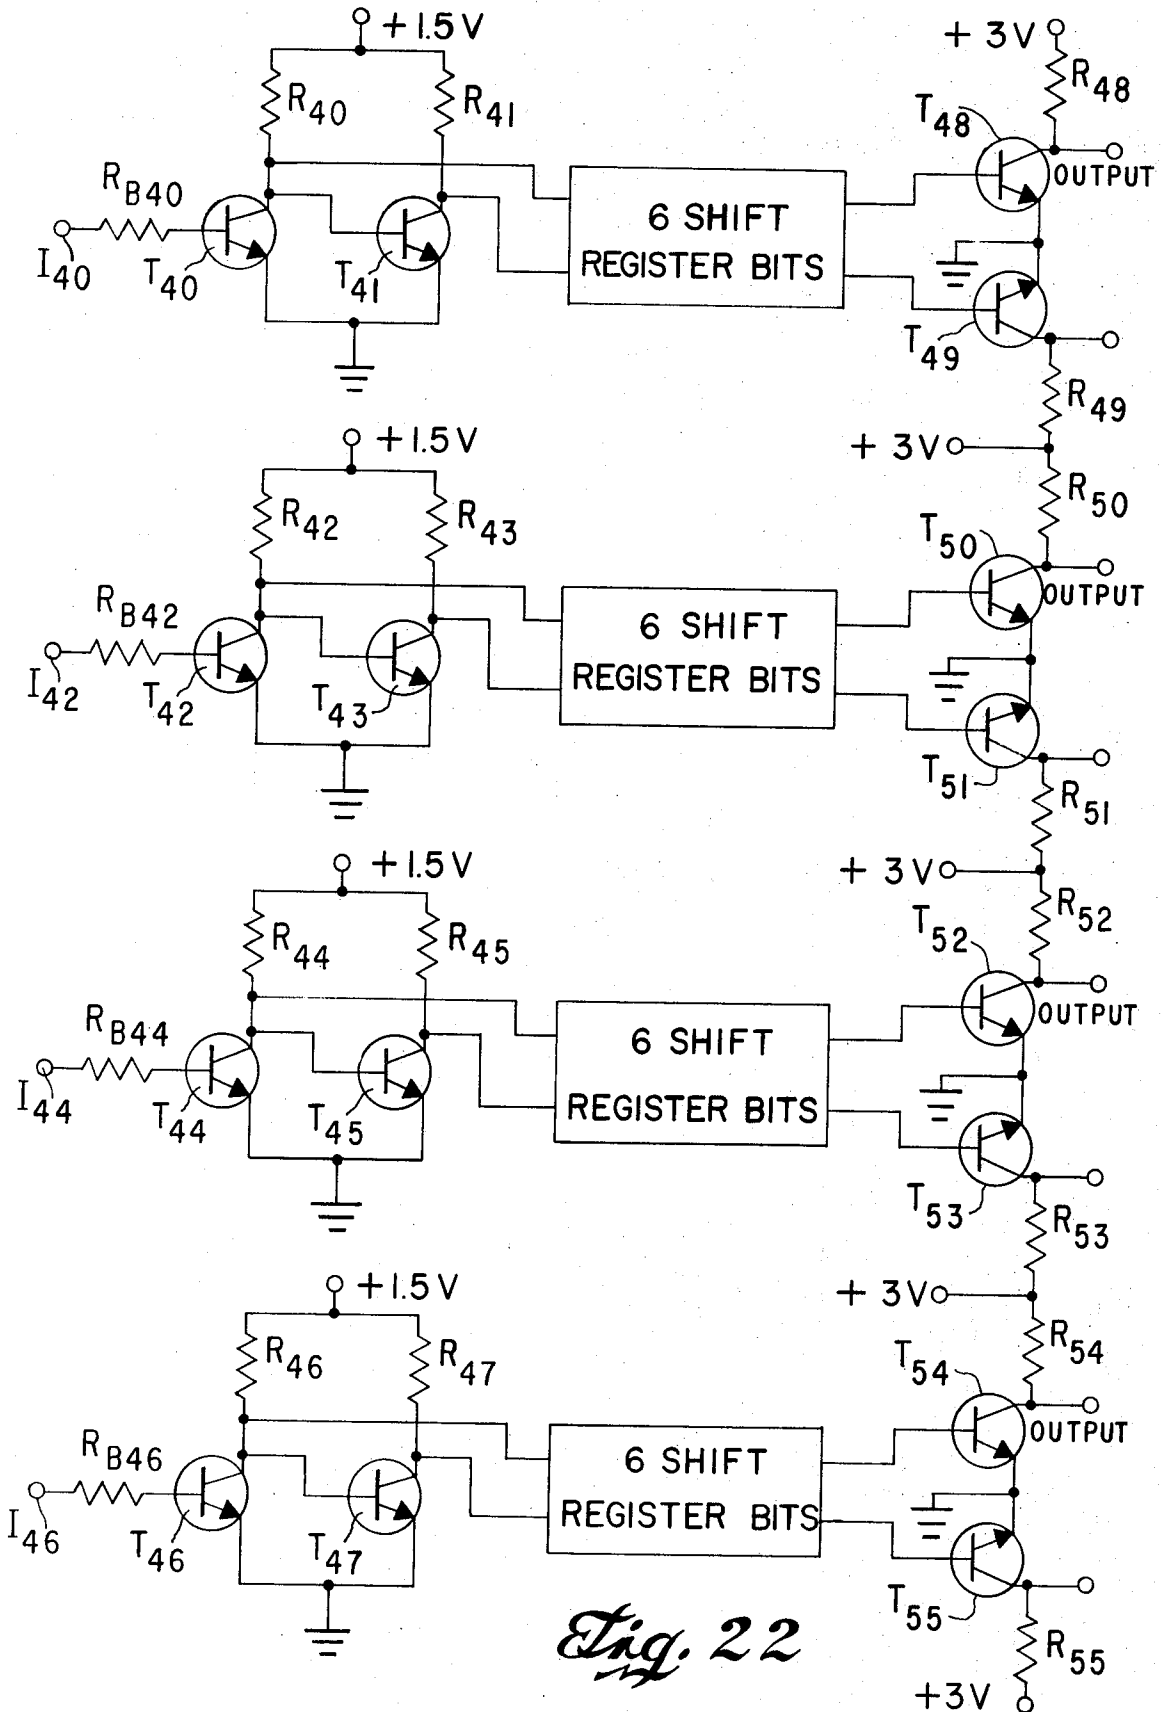 +1.5V
+ 3V
R48
R40
R41
T48
RB40
I40
T40
T41
6 SHIFT
REGISTER BITS
OUTPUT
T49
R49
+1.5V
+ 3V
R50
R42
R43
T50
RB42
I42
T42
T43
6 SHIFT
REGISTER BITS
OUTPUT
T51
R51
+1.5V
+ 3V
R52
R44
R45
T52
RB44
I44
T44
T45
6 SHIFT
REGISTER BITS
OUTPUT
T53
R53
+1.5V
+ 3V
R54
R46
R47
T54
RB46
I46
T46
T47
6 SHIFT
REGISTER BITS
OUTPUT
T55
R55
+3V
Fig. 22